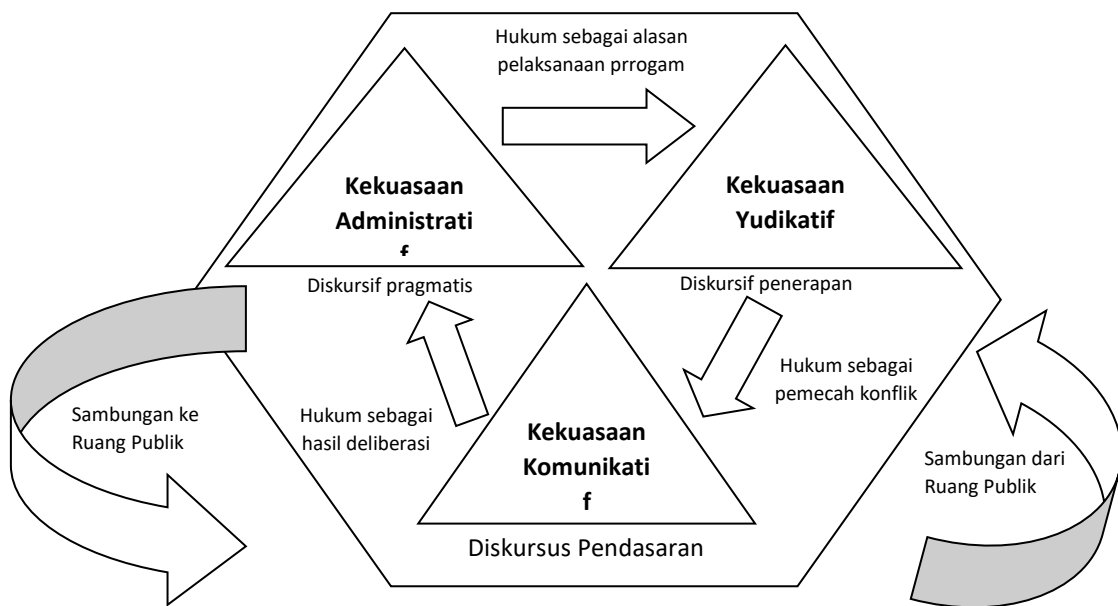 Hukum sebagai alasan
pelaksanaan prrogam
Kekuasaan
Administrati
f
Kekuasaan
Yudikatif
Diskursif pragmatis
Diskursif penerapan
Sambungan ke
Ruang Publik
Hukum sebagai
hasil deliberasi
Hukum sebagai
pemecah konflik
Kekuasaan
Komunikati
f
Sambungan dari
Ruang Publik
Diskursus Pendasaran